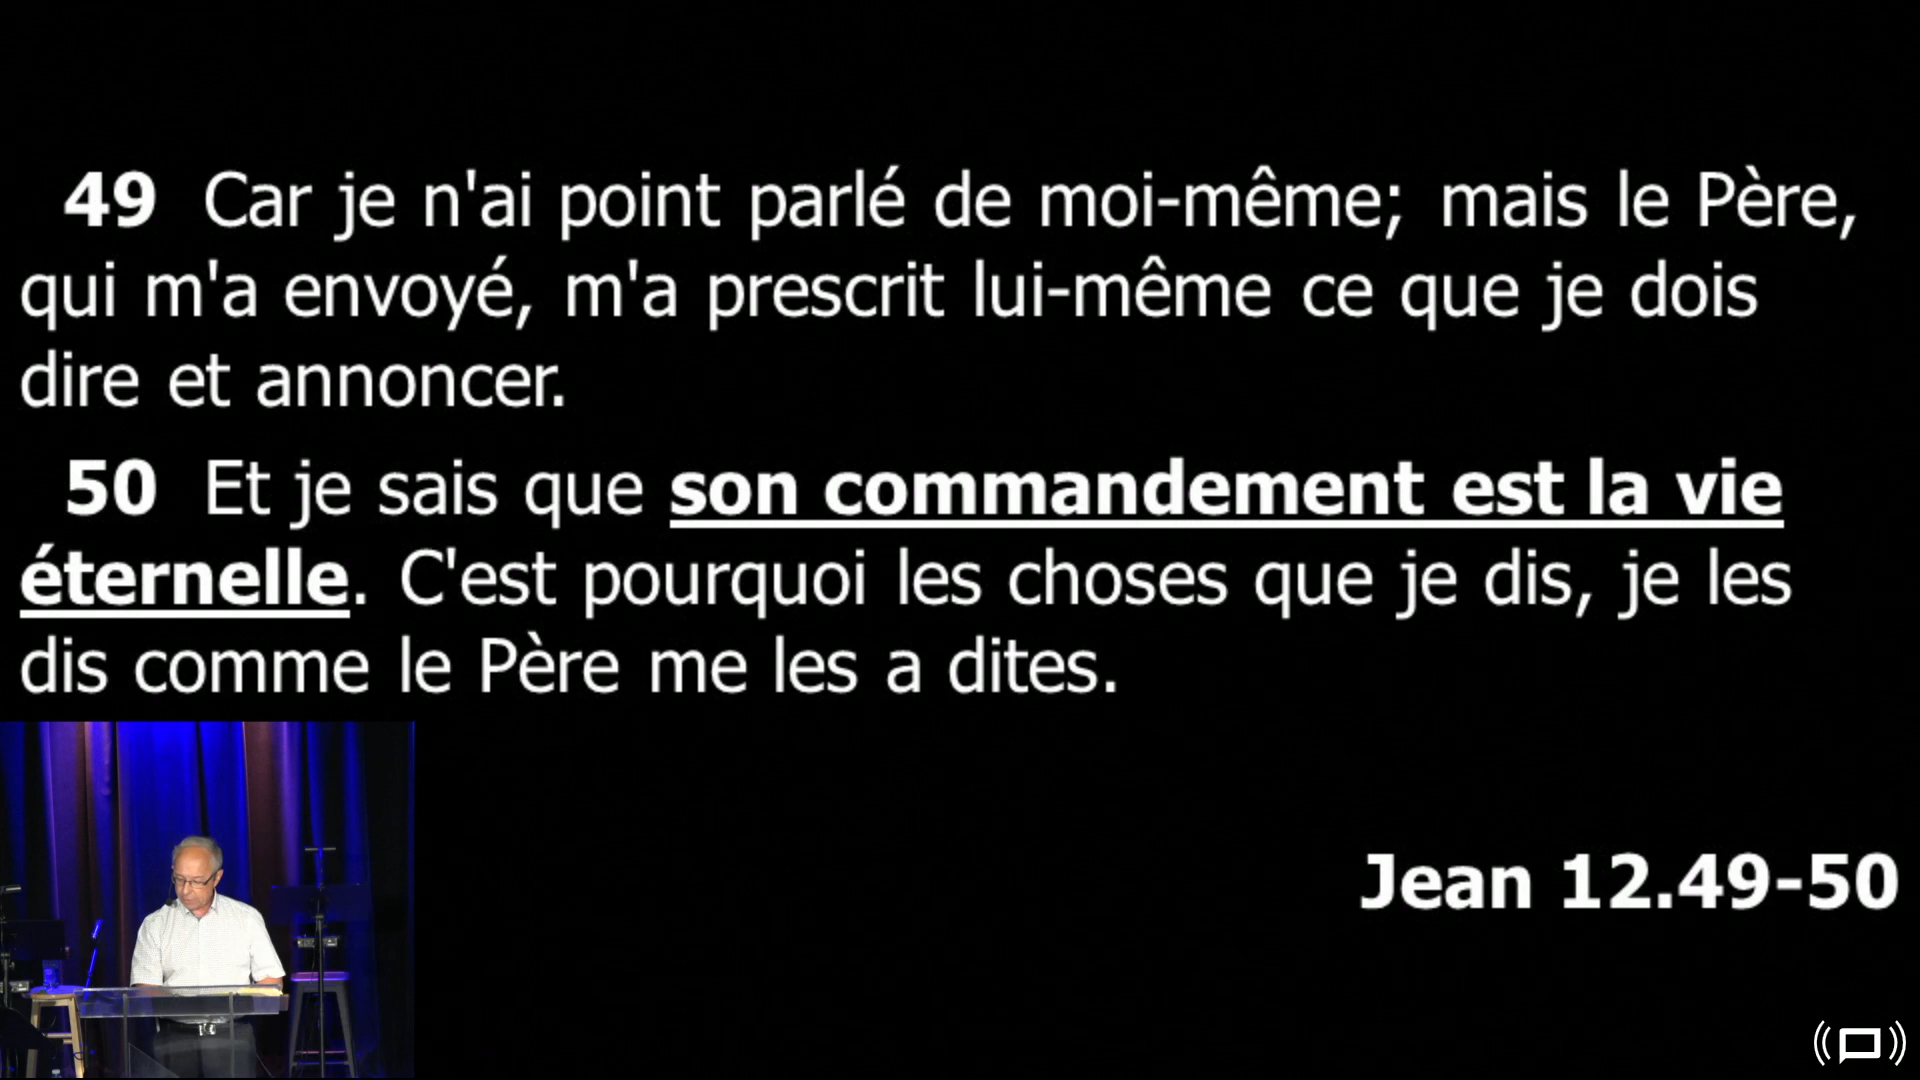 49 Car je n'ai point parlé de moi-même; mais le Père,
qui m'a envoyé, m'a prescrit lui-même ce que je dois
dire et annoncer.
50 Et je sais que son commandement est la vie
éternelle. C'est pourquoi les choses que je dis, je les
dis comme le Père me les a dites.
Jean 12.49-50